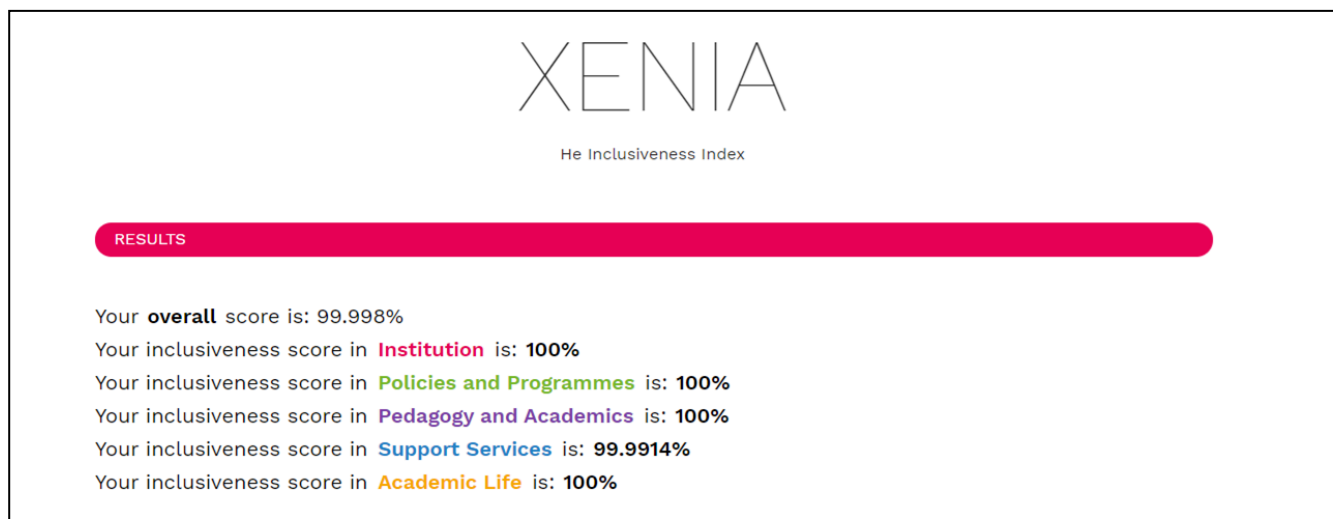 XENIA
He Inclusiveness Index
RESULTS
Your overall score is: 99.998%
Your inclusiveness score in Institution is: 100%
Your inclusiveness score in Policies and Programmes is: 100%
Your inclusiveness score in Pedagogy and Academics is: 100%
Your inclusiveness score in Support Services is: 99.9914%
Your inclusiveness score in Academic Life is: 100%